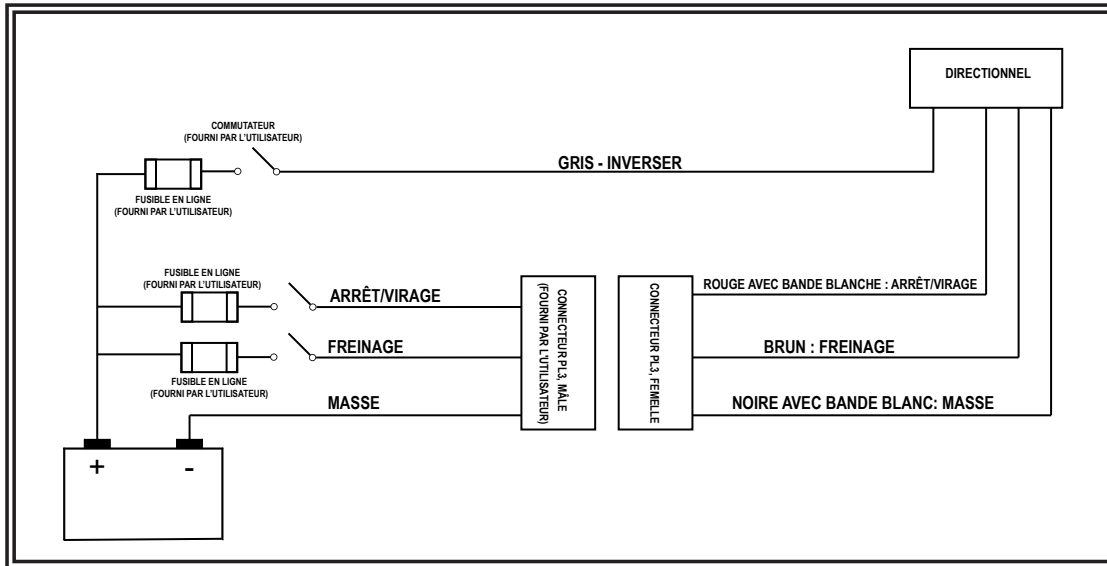 DIRECTIONNEL
COMMUTATEUR
(FOURNI PAR L'UTILISATEUR)
GRIS - INVERSER
FUSIBLE EN LIGNE
(FOURNI PAR L'UTILISATEUR)
FUSIBLE EN LIGNE
(FOURNI PAR L'UTILISATEUR)
ARRÊT/VIRAGE
ROUGE AVEC BANDE BLANCHE : ARRÊT/VIRAGE
CONNECTEUR PL3, MÂLE
(FOURNI PAR L'UTILISATEUR)
CONNECTEUR PL3, FEMELLE
FREINAGE
BRUN : FREINAGE
FUSIBLE EN LIGNE
(FOURNI PAR L'UTILISATEUR)
MASSE
NOIRE AVEC BANDE BLANC: MASSE
+ -